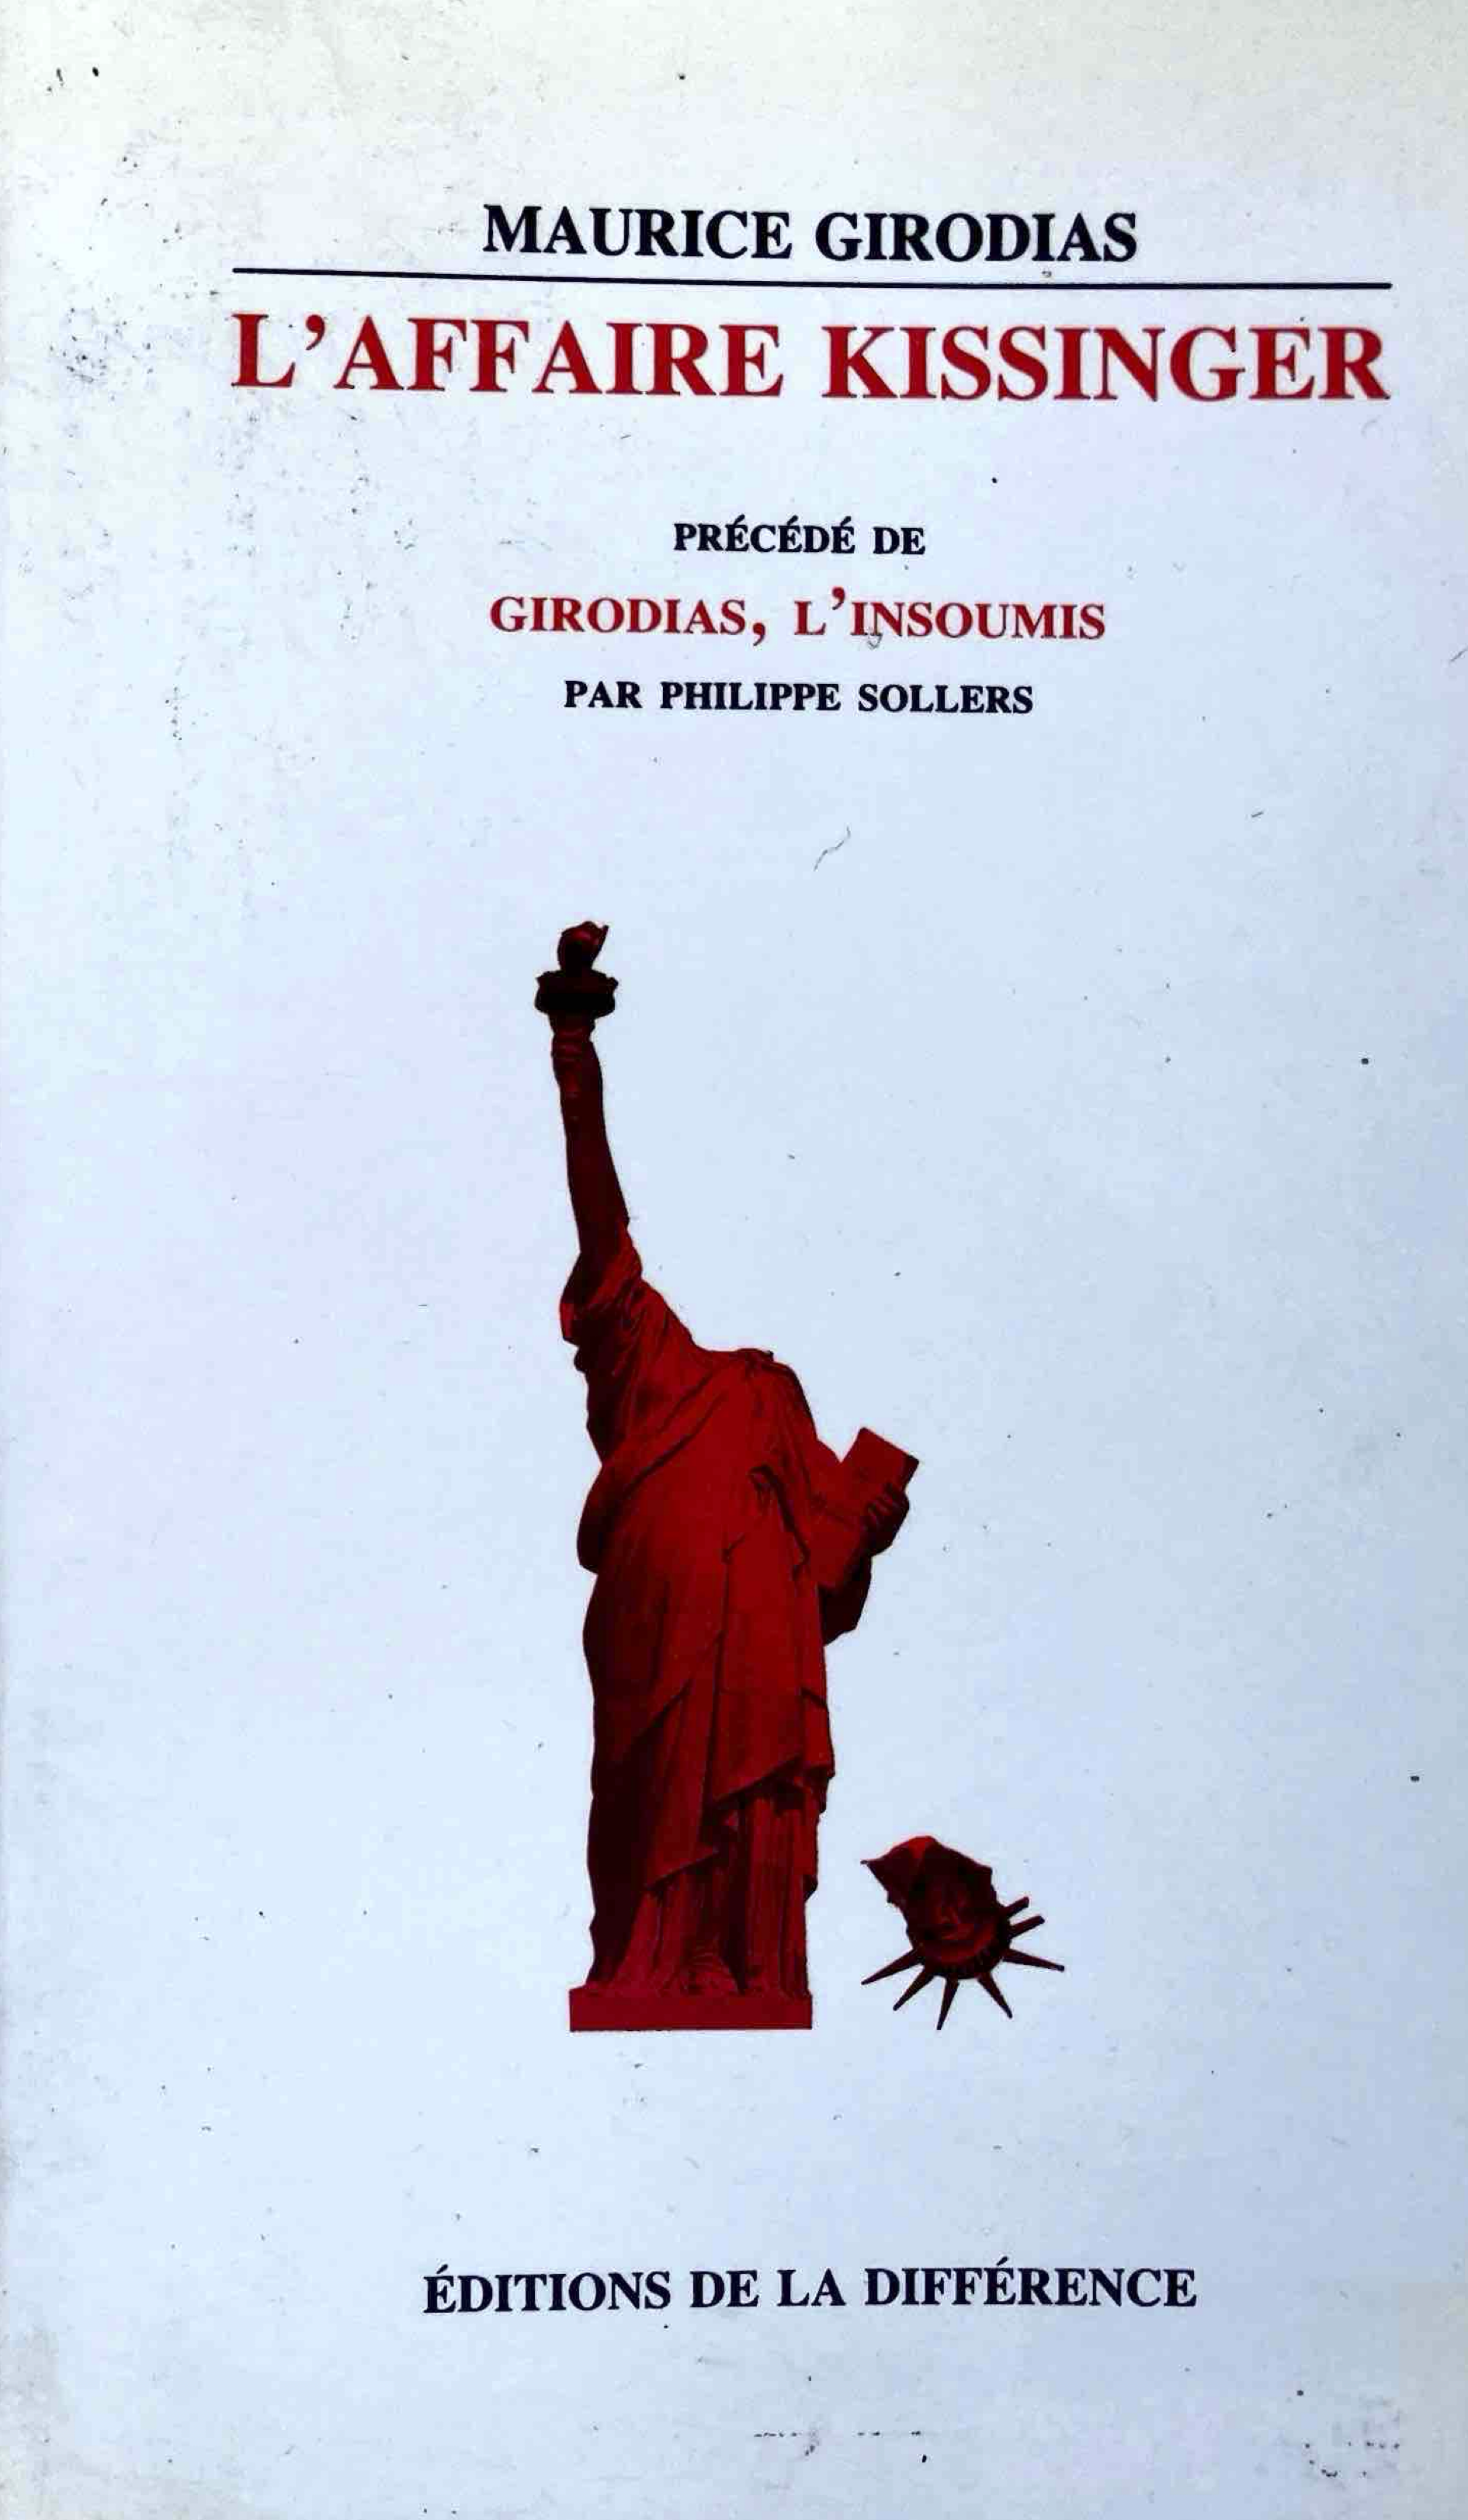 MAURICE GIRODIAS
L'AFFAIRE KISSINGER
PRÉCÉDÉ DE
GIRODIAS, L'INSOUMIS
PAR PHILIPPE SOLLERS
ÉDITIONS DE LA DIFFÉRENCE